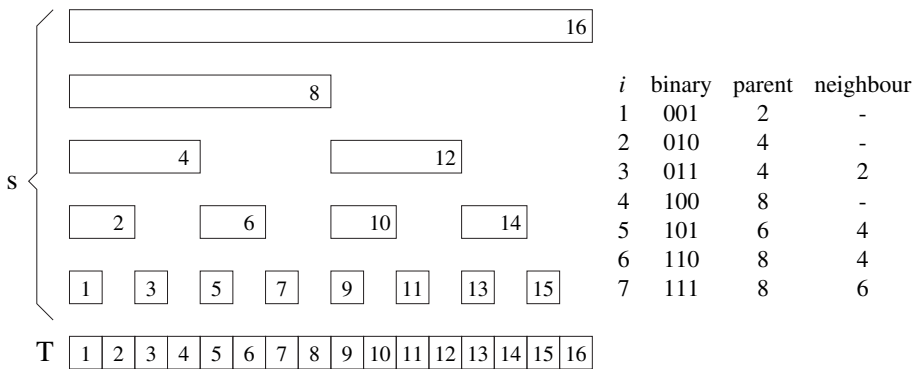 16
8
4 12
s
2 6 10 14
1 3 5 7 9 11 13 15
T 1 2 3 4 5 6 7 8 9 10 11 12 13 14 15 16
i binary parent neighbour
1 001 2 -
2 010 4 -
3 011 4 2
4 100 8 -
5 101 6 4
6 110 8 4
7 111 8 6